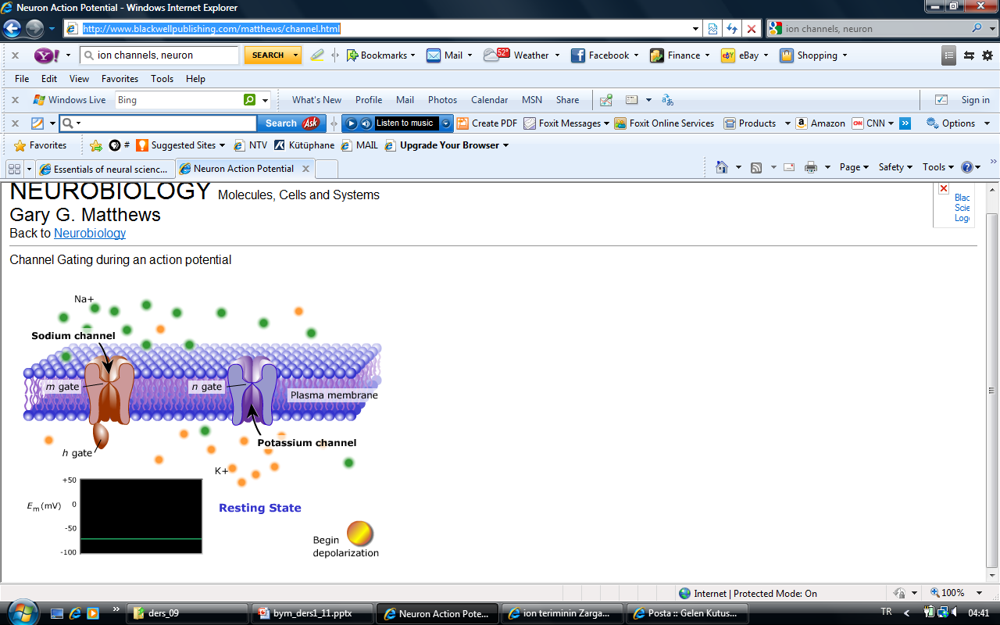 Neuron Action Potential - Windows Internet Explorer
http://www.blackwellpublishing.com/matthews/channel.html
ion channels, neuron
Y! ion channels, neuron SEARCH Bookmarks Mail 52° Weather Facebook Finance eBay Shopping
File Edit View Favorites Tools Help
Windows Live Bing What's New Profile Mail Photos Calendar MSN Share Sign in
Search Ask Listen to music Create PDF Foxit Messages Foxit Online Services Products Amazon CNN Options
Favorites # Suggested Sites NTV Kütüphane MAIL Upgrade Your Browser
Essentials of neural scienc... Neuron Action Potential Page Safety Tools
NEUROBIOLOGY Molecules, Cells and Systems
Gary G. Matthews
Back to Neurobiology
Blac
Scie
Log
Channel Gating during an action potential
Na+
Sodium channel
m gate
n gate
Plasma membrane
Potassium channel
h gate
K+
+50
0
-50
-100
Em (mV)
Resting State
Begin
depolarization
Internet | Protected Mode: On 100%
ders_09 bym_ders1_11.pptx Neuron Action Pote... ion teriminin Zarga... Posta :: Gelen Kutus... TR 04:41